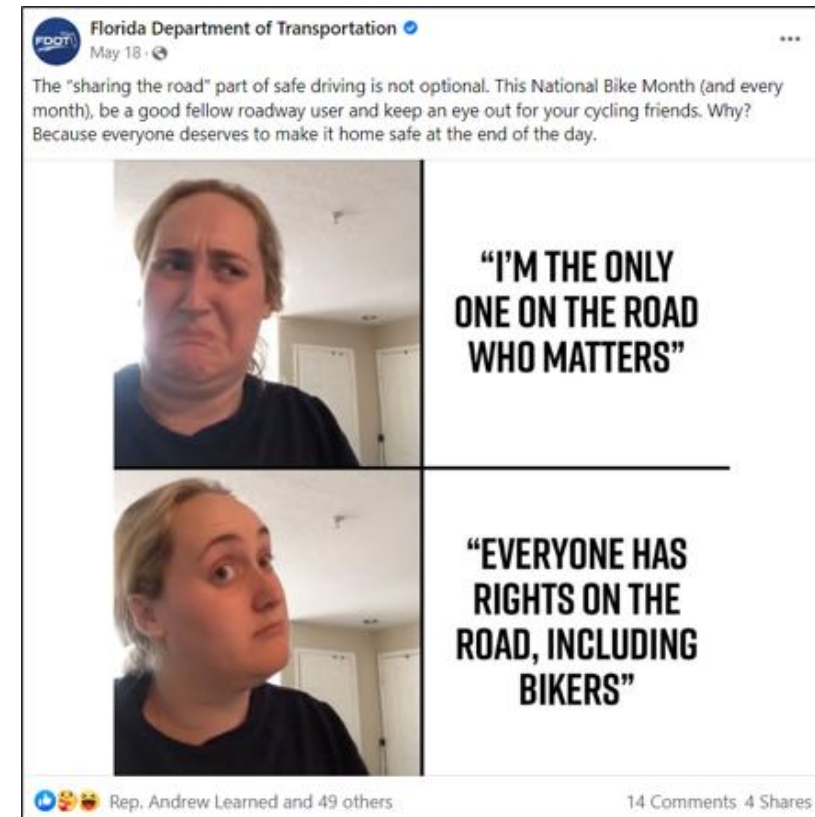 FDOT
Florida Department of Transportation
May 18 ·
The "sharing the road" part of safe driving is not optional. This National Bike Month (and every
month), be a good fellow roadway user and keep an eye out for your cycling friends. Why?
Because everyone deserves to make it home safe at the end of the day.
“I’M THE ONLY
ONE ON THE ROAD
WHO MATTERS”
“EVERYONE HAS
RIGHTS ON THE
ROAD, INCLUDING
BIKERS”
Rep. Andrew Learned and 49 others
14 Comments 4 Shares